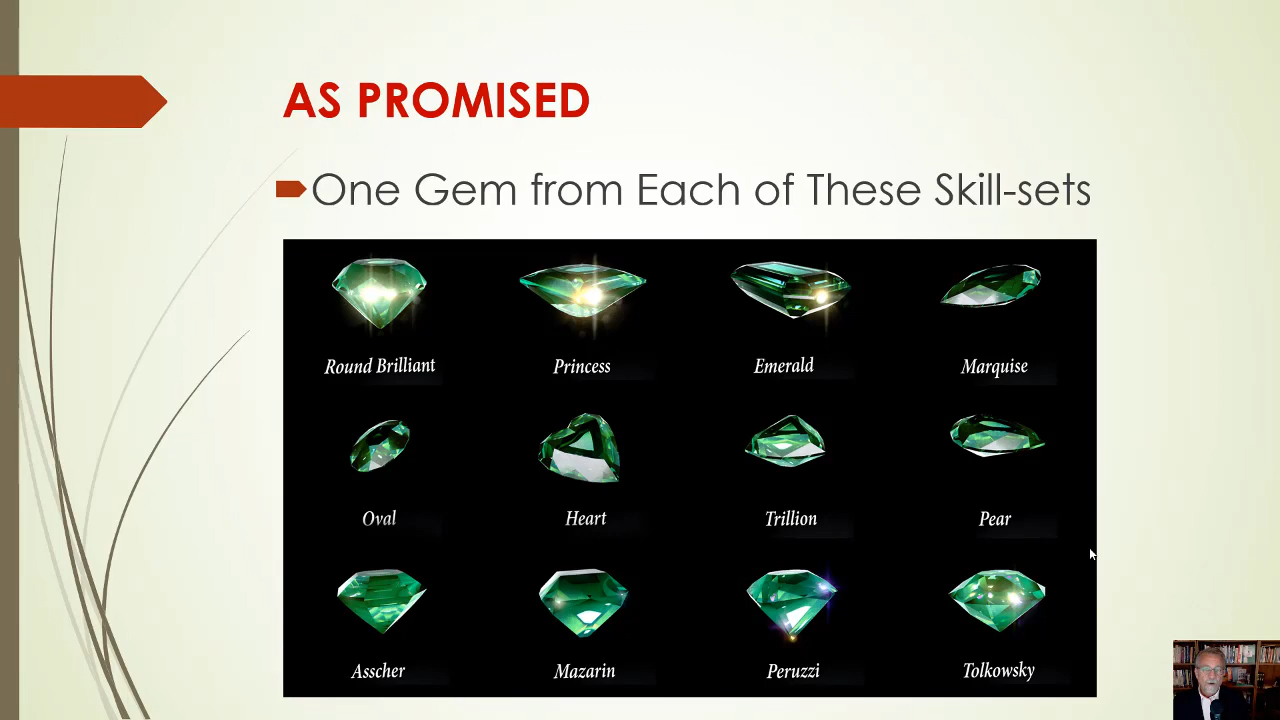 AS PROMISED
One Gem from Each of These Skill-sets
Round Brilliant
Princess
Emerald
Marquise
Oval
Heart
Trillion
Pear
Asscher
Mazarin
Peruzzi
Tolkowsky